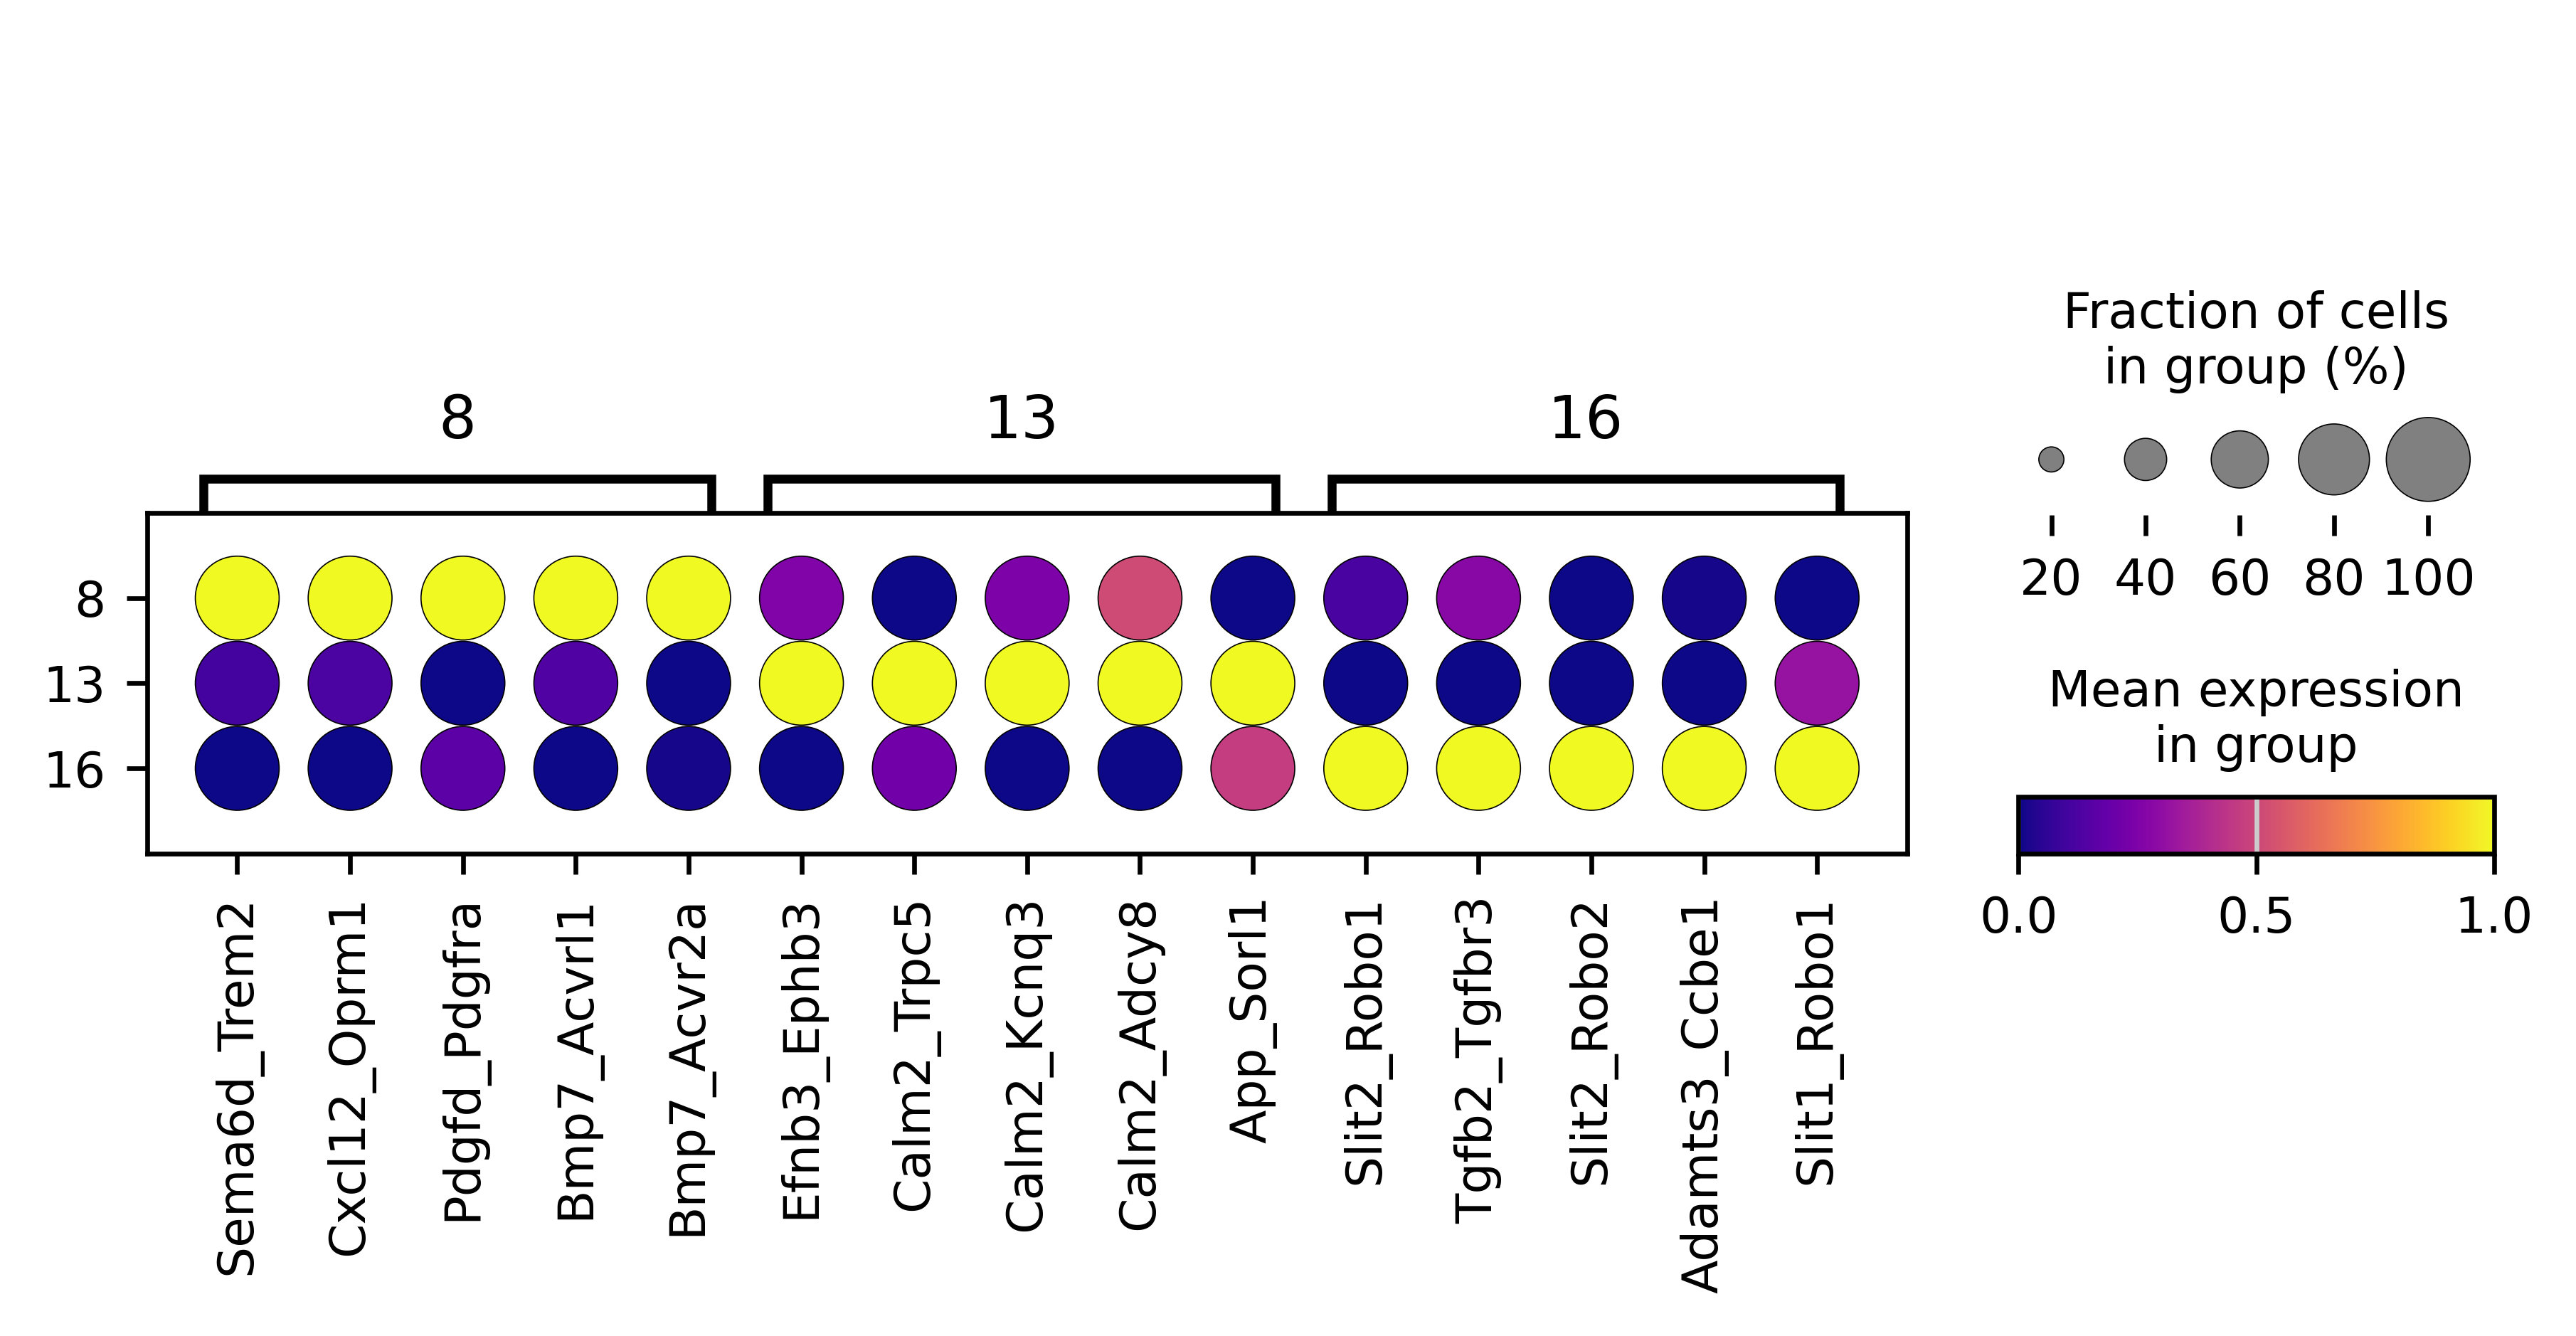 Fraction of cells
in group (%)
8 13 16
20 40 60 80 100
8
13
16
Mean expression
in group
0.0 0.5 1.0
Sema6d_Trem2
Cxcl12_Oprm1
Pdgfd_Pdgfra
Bmp7_Acvrl1
Bmp7_Acvr2a
Efnb3_Ephb3
Calm2_Trpc5
Calm2_Kcnq3
Calm2_Adcy8
App_Sorl1
Slit2_Robo1
Tgfb2_Tgfbr3
Slit2_Robo2
Adamts3_Ccbe1
Slit1_Robo1